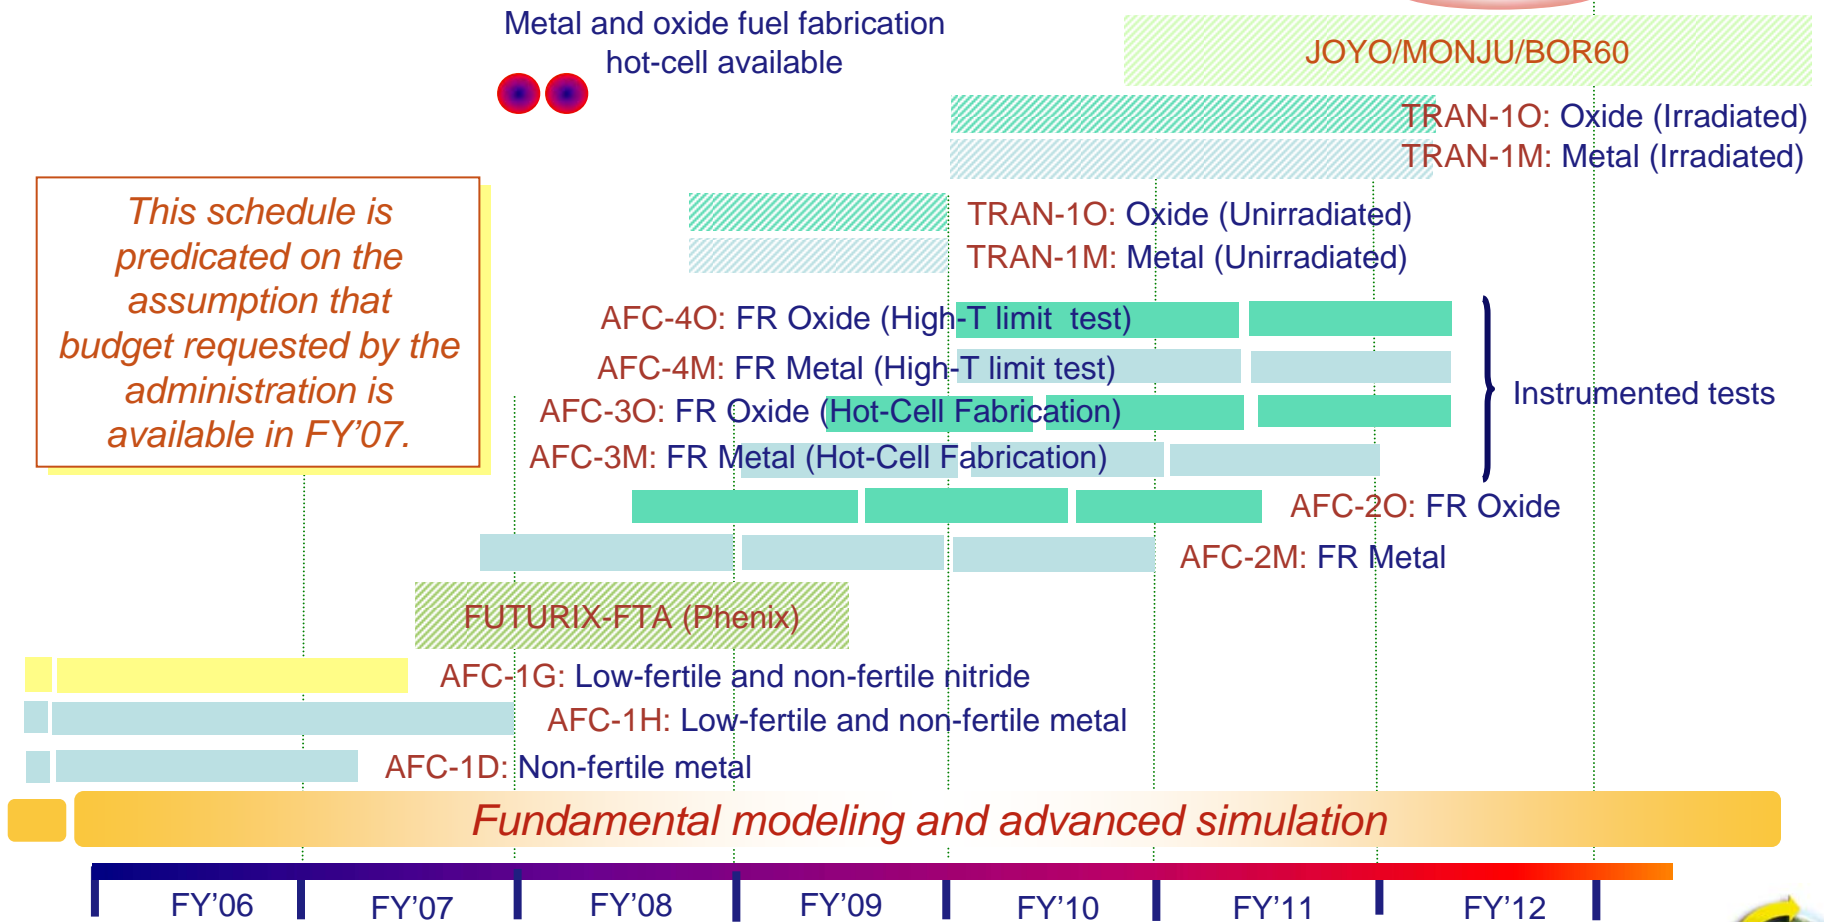 Metal and oxide fuel fabrication
hot-cell available
JOYO/MONJU/BOR60
TRAN-1O: Oxide (Irradiated)
TRAN-1M: Metal (Irradiated)
This schedule is
predicated on the
assumption that
budget requested by the
administration is
available in FY'07.
TRAN-1O: Oxide (Unirradiated)
TRAN-1M: Metal (Unirradiated)
AFC-4O: FR Oxide (High-T limit test)
AFC-4M: FR Metal (High-T limit test)
AFC-3O: FR Oxide (Hot-Cell Fabrication)
AFC-3M: FR Metal (Hot-Cell Fabrication)
Instrumented tests
AFC-2O: FR Oxide
AFC-2M: FR Metal
FUTURIX-FTA (Phenix)
AFC-1G: Low-fertile and non-fertile nitride
AFC-1H: Low-fertile and non-fertile metal
AFC-1D: Non-fertile metal
Fundamental modeling and advanced simulation
FY'06 FY'07 FY'08 FY'09 FY'10 FY'11 FY'12